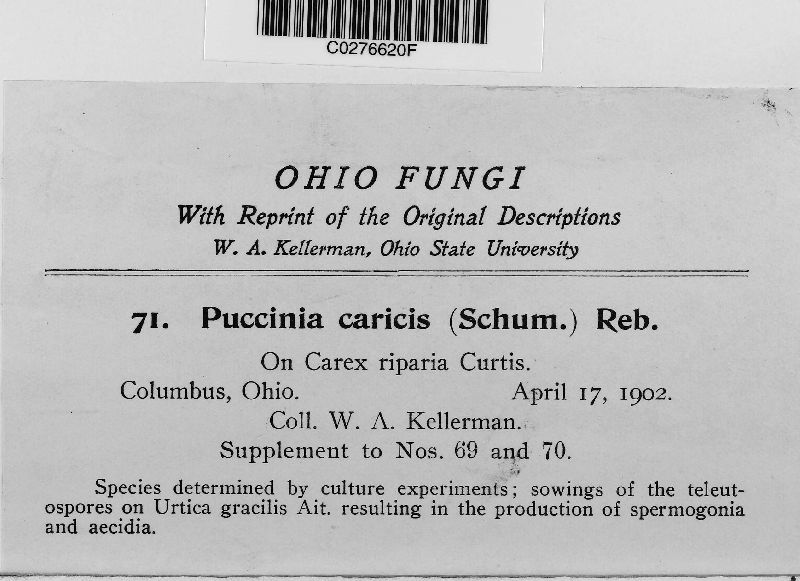 C0276620F
OHIO FUNGI
With Reprint of the Original Descriptions
W. A. Kellerman, Ohio State University
71. Puccinia caricis (Schum.) Reb.
On Carex riparia Curtis.
Columbus, Ohio. April 17, 1902.
Coll. W. A. Kellerman.
Supplement to Nos. 69 and 70.
Species determined by culture experiments; sowings of the teleut-
ospores on Urtica gracilis Ait. resulting in the production of spermogonia
and aecidia.